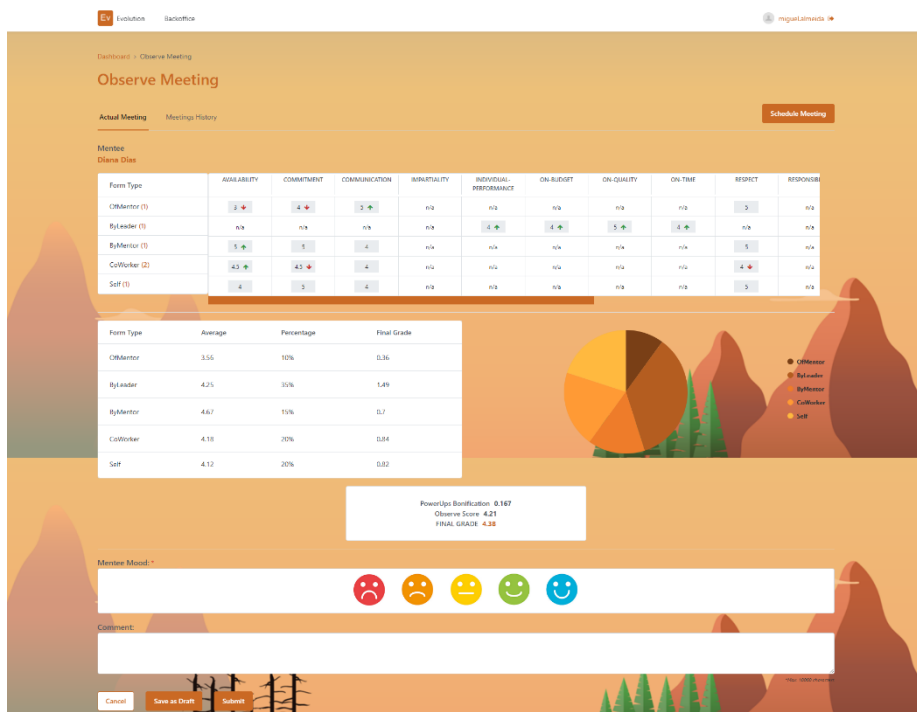 Ev Evolution Backoffice miguel.almeida
Dashboard > Observe Meeting
Observe Meeting
Actual Meeting Meetings History Schedule Meeting
Mentee
Diana Dias
Form Type AVAILABILITY COMMITMENT COMMUNICATION IMPARTIALITY INDIVIDUAL-PERFORMANCE ON-BUDGET ON-QUALITY ON-TIME RESPECT RESPONSIBI
OfMentor (1) 3 4 5 n/a n/a n/a n/a n/a 5 n/a
ByLeader (1) n/a n/a n/a n/a 4 4 5 4 n/a n/a
ByMentor (1) 5 5 4 n/a n/a n/a n/a n/a 5 n/a
CoWorker (2) 4.5 4.5 4 n/a n/a n/a n/a n/a 4 n/a
Self (1) 4 5 4 n/a n/a n/a n/a n/a 5 n/a
Form Type Average Percentage Final Grade
OfMentor 3.56 10% 0.36
ByLeader 4.25 35% 1.49
ByMentor 4.67 15% 0.7
CoWorker 4.18 20% 0.84
Self 4.12 20% 0.82
OfMentor
ByLeader
ByMentor
CoWorker
Self
PowerUps Bonification 0.167
Observe Score 4.21
FINAL GRADE 4.38
Mentee Mood: *
Comment:
Cancel Save as Draft Submit